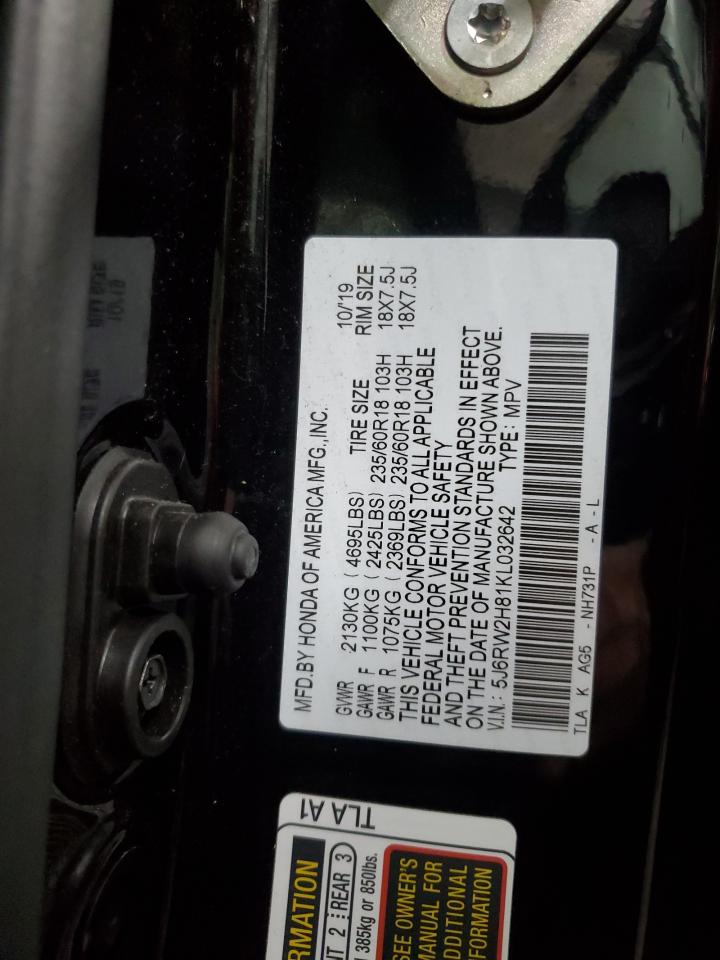 MFD.BY HONDA OF AMERICA MFG.,INC. 10/'19
GVWR 2130KG ( 4695LBS) TIRE SIZE RIM SIZE
GAWR F 1100KG ( 2425LBS) 235/60R18 103H 18X7.5J
GAWR R 1075KG ( 2369LBS) 235/60R18 103H 18X7.5J
THIS VEHICLE CONFORMS TO ALL APPLICABLE
FEDERAL MOTOR VEHICLE SAFETY
AND THEFT PREVENTION STANDARDS IN EFFECT
ON THE DATE OF MANUFACTURE SHOWN ABOVE.
V.I.N.: 5J6RW2H81KL032642 TYPE: MPV
TLA K AG5 - NH731P - A - L
TLA A1
RMATION
NT 2 REAR 3
385kg or 850lbs.
SEE OWNER'S
MANUAL FOR
DDITIONAL
FORMATION